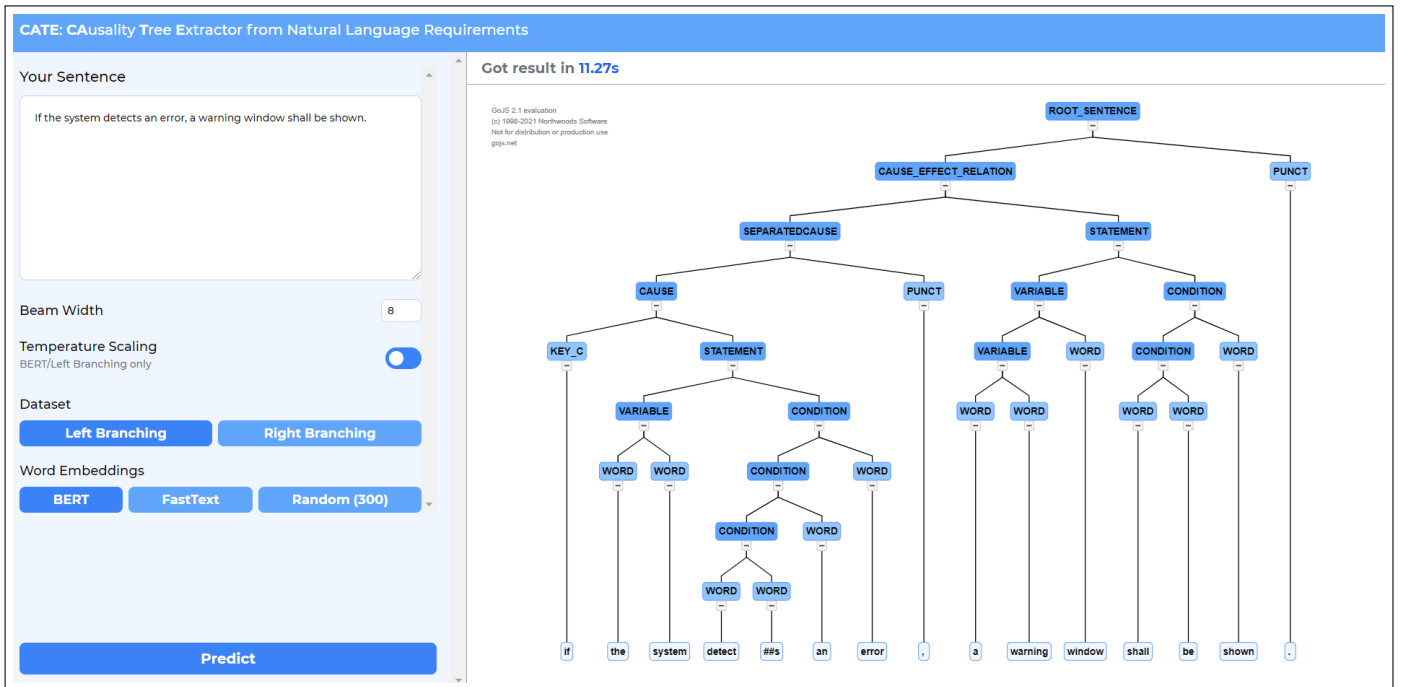 CATE: CAusality Tree Extractor from Natural Language Requirements
Your Sentence
If the system detects an error, a warning window shall be shown.
Beam Width
8
Temperature Scaling
BERT/Left Branching only
Dataset
Left Branching Right Branching
Word Embeddings
BERT FastText Random (300)
Predict
Got result in 11.27s
GoJS 2.1 evaluation
(c) 1998-2021 Northwoods Software
Not for distribution or production use
gojs.net
ROOT_SENTENCE
CAUSE_EFFECT_RELATION PUNCT
SEPARATEDCAUSE STATEMENT
CAUSE PUNCT VARIABLE CONDITION
KEY_C STATEMENT VARIABLE WORD CONDITION WORD
VARIABLE CONDITION WORD WORD WORD WORD
WORD WORD CONDITION WORD
CONDITION WORD
WORD WORD
if the system detect ##s an error , a warning window shall be shown .